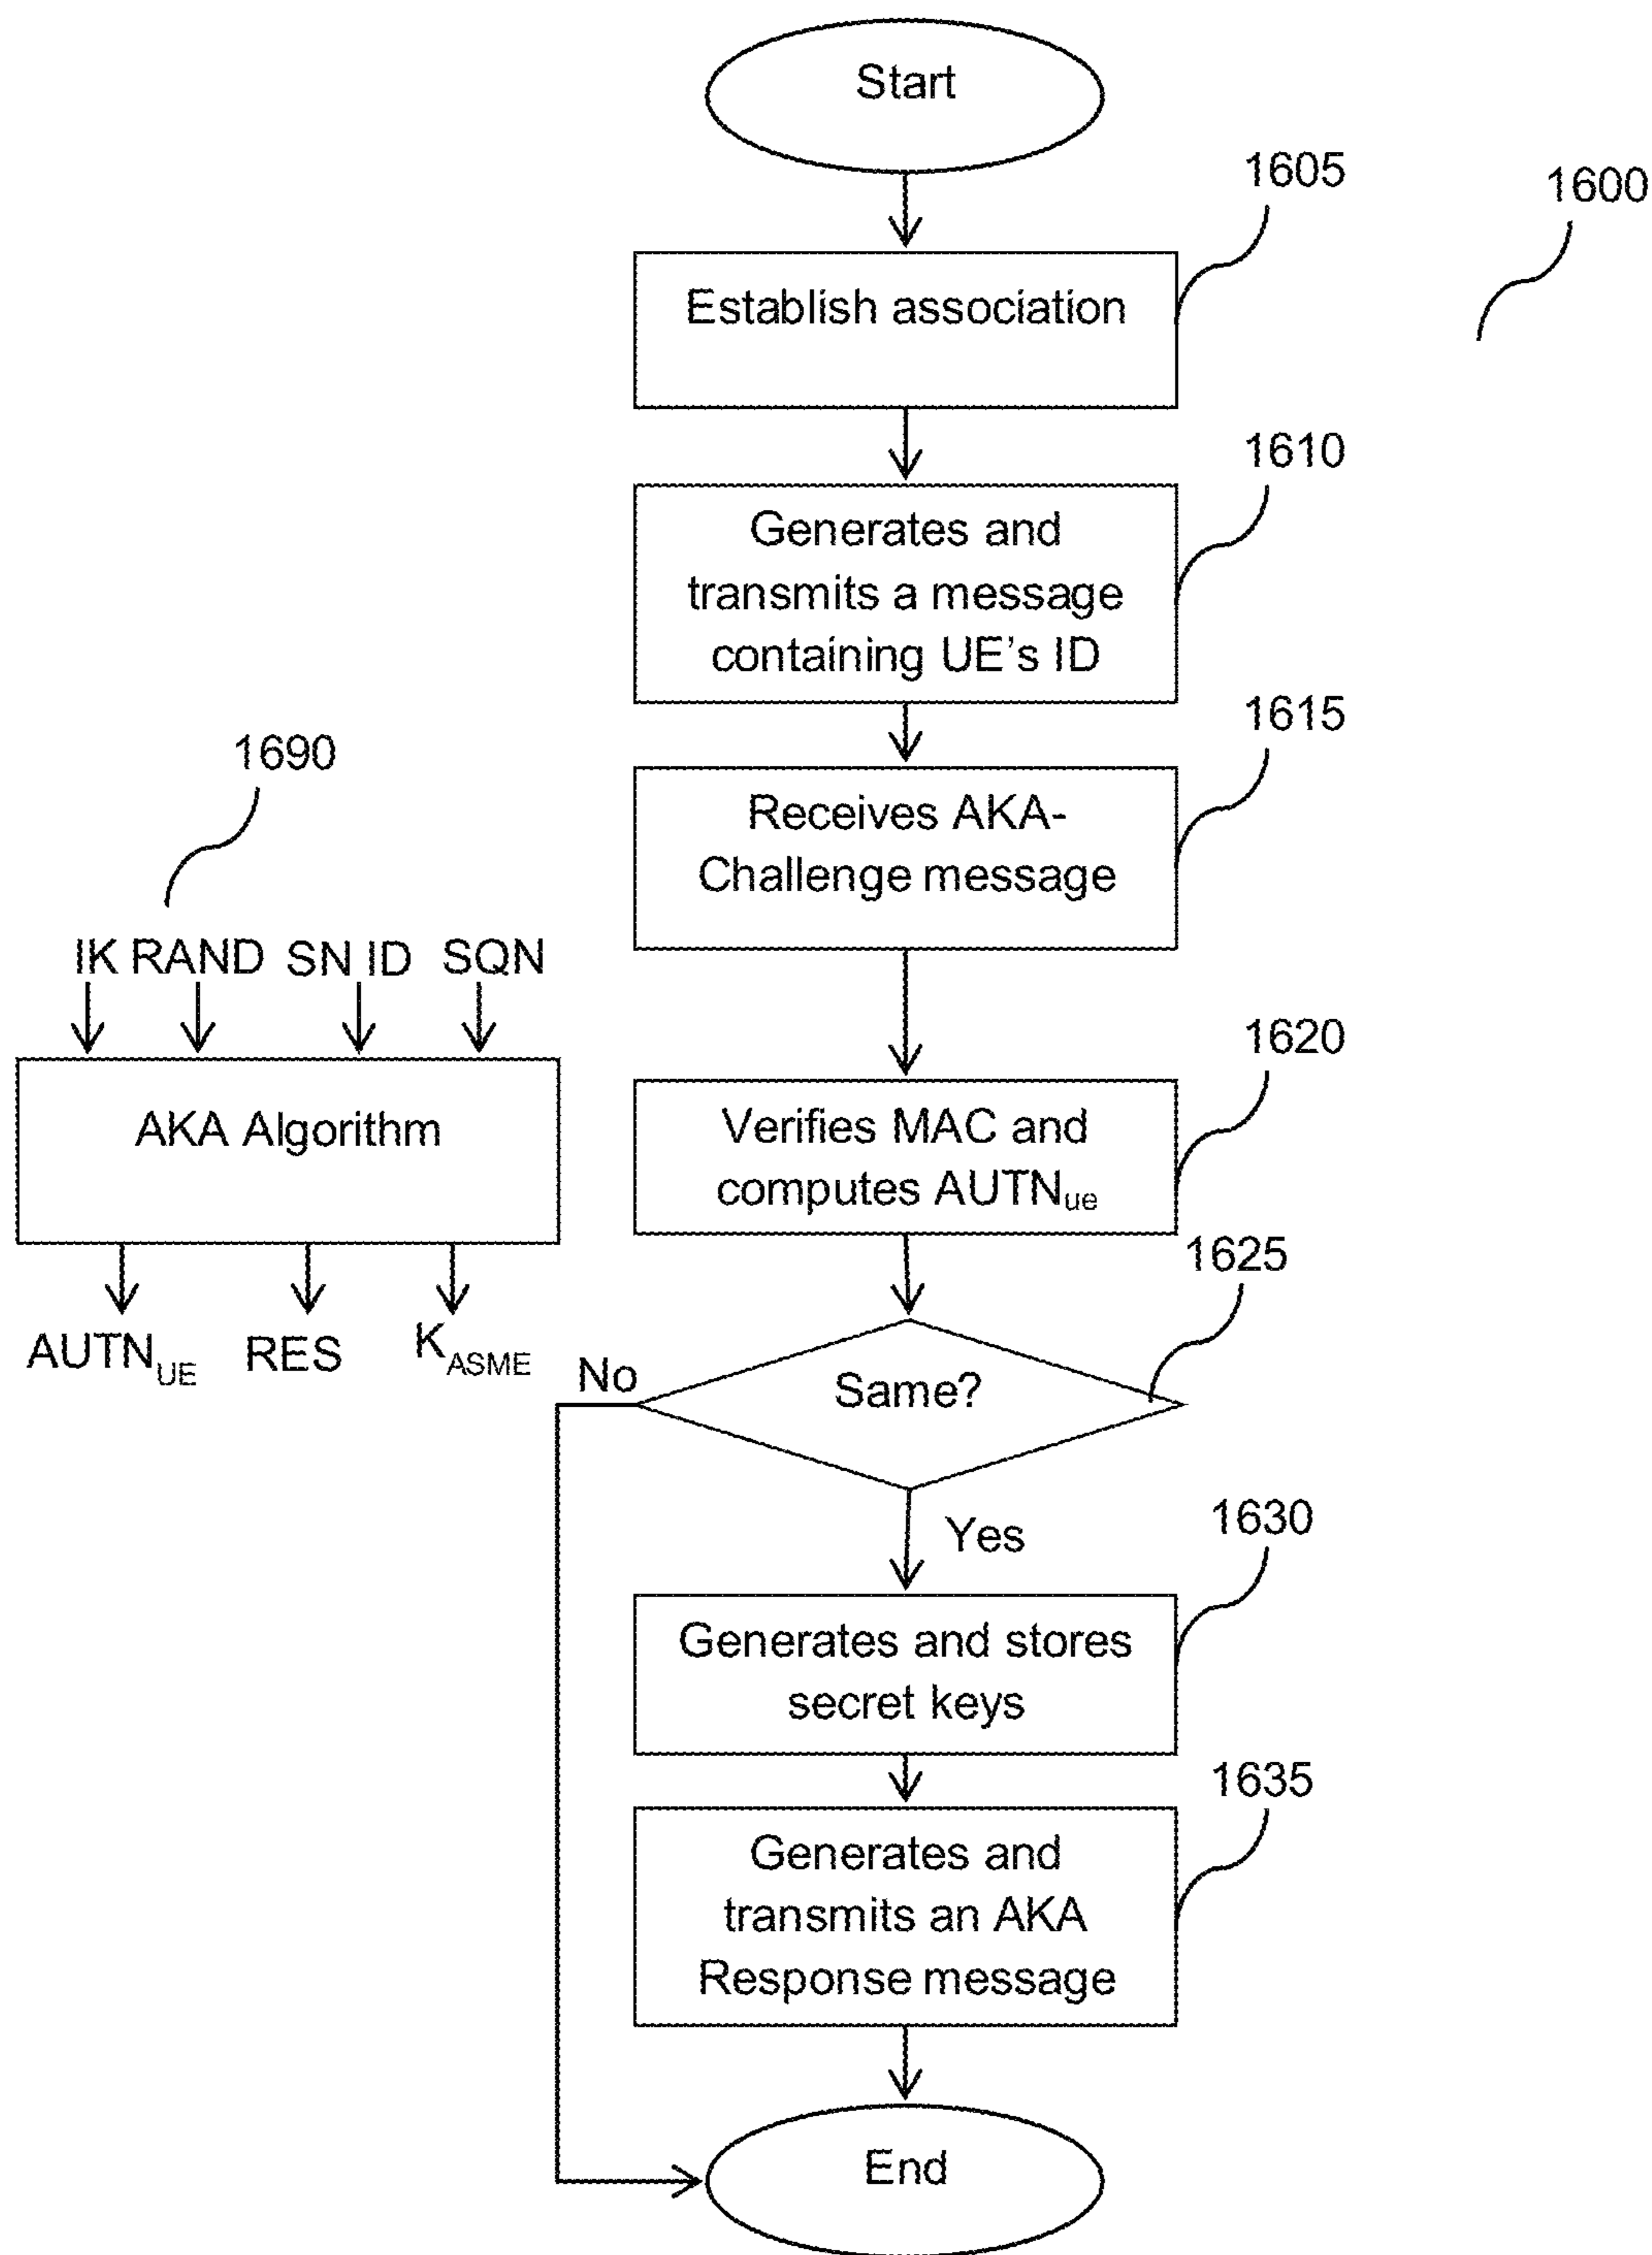 Start
1605
1600
Establish association
1610
Generates and
transmits a message
containing UE's ID
1615
1690
Receives AKA-
Challenge message
IK RAND SN ID SQN
1620
AKA Algorithm
Verifies MAC and
computes AUTNue
1625
AUTNUE RES KASME
No
Same?
Yes
1630
Generates and stores
secret keys
1635
Generates and
transmits an AKA
Response message
End